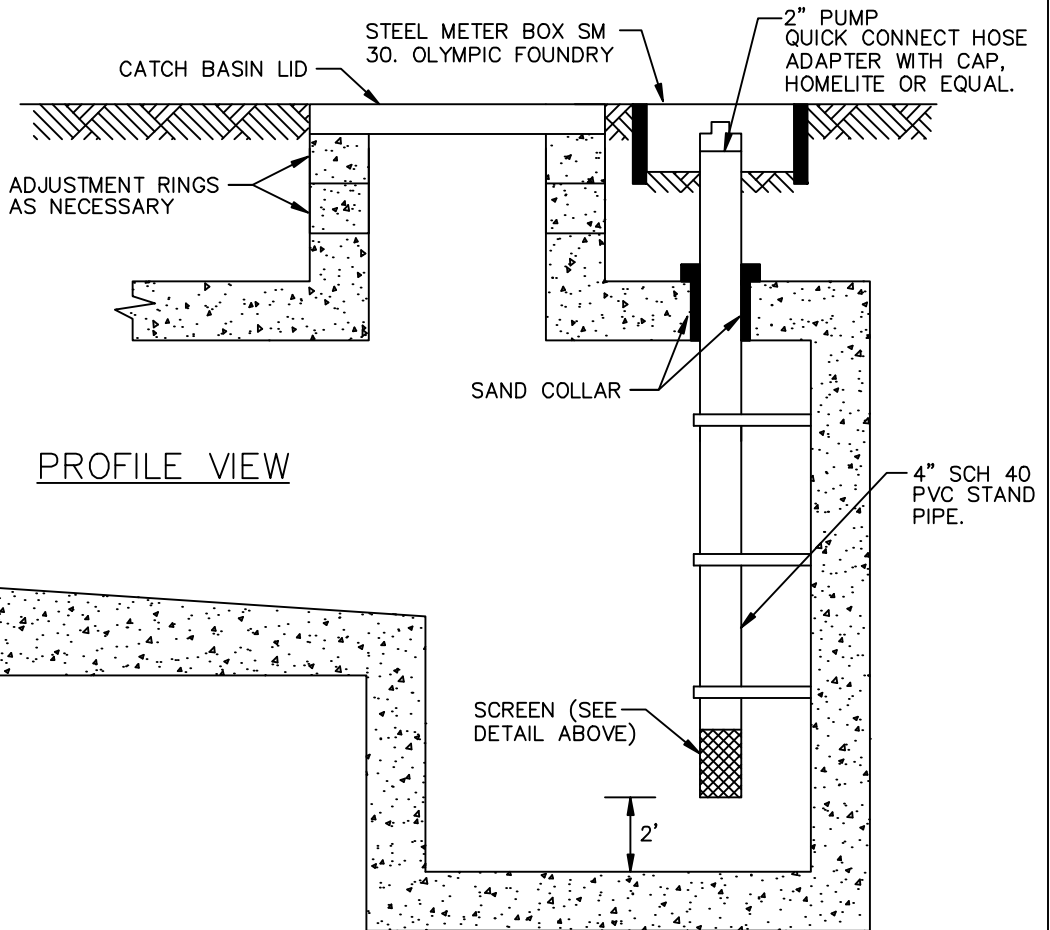 STEEL METER BOX SM
30. OLYMPIC FOUNDRY
2" PUMP
QUICK CONNECT HOSE
ADAPTER WITH CAP,
HOMELITE OR EQUAL.
CATCH BASIN LID
ADJUSTMENT RINGS
AS NECESSARY
SAND COLLAR
PROFILE VIEW
4" SCH 40
PVC STAND
PIPE.
SCREEN (SEE
DETAIL ABOVE)
2'